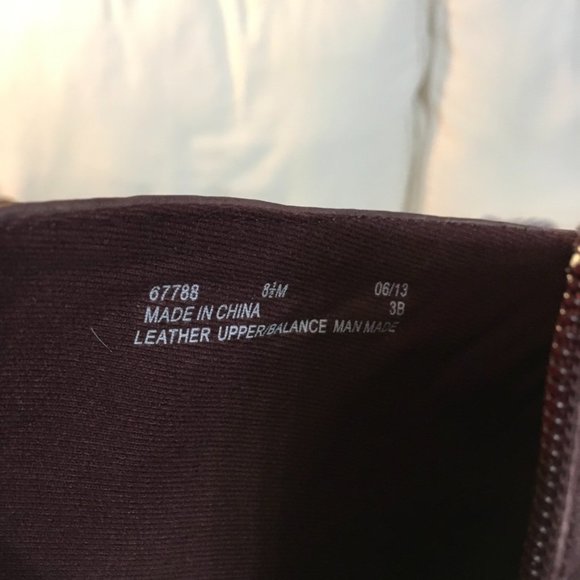 67788 8½M 06/13
MADE IN CHINA 3B
LEATHER UPPER/BALANCE MAN MADE